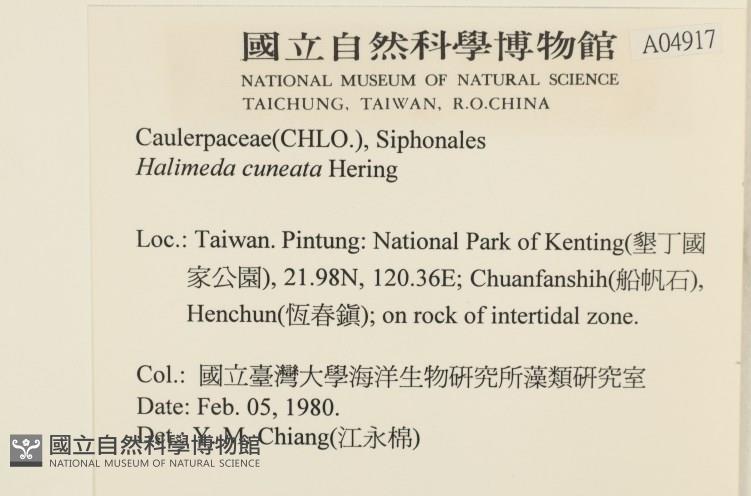 國立自然科學博物館
A04917
NATIONAL MUSEUM OF NATURAL SCIENCE
TAICHUNG, TAIWAN, R.O.CHINA
Caulerpaceae(CHLO.), Siphonales
Halimeda cuneata Hering
Loc.: Taiwan. Pintung: National Park of Kenting(墾丁國
家公園), 21.98N, 120.36E; Chuanfanshih(船帆石),
Henchun(恆春鎮); on rock of intertidal zone.
Col.: 國立臺灣大學海洋生物研究所藻類研究室
Date: Feb. 05, 1980.
Det.: Y. M. Chiang(江永棉)
國立自然科學博物館
NATIONAL MUSEUM OF NATURAL SCIENCE